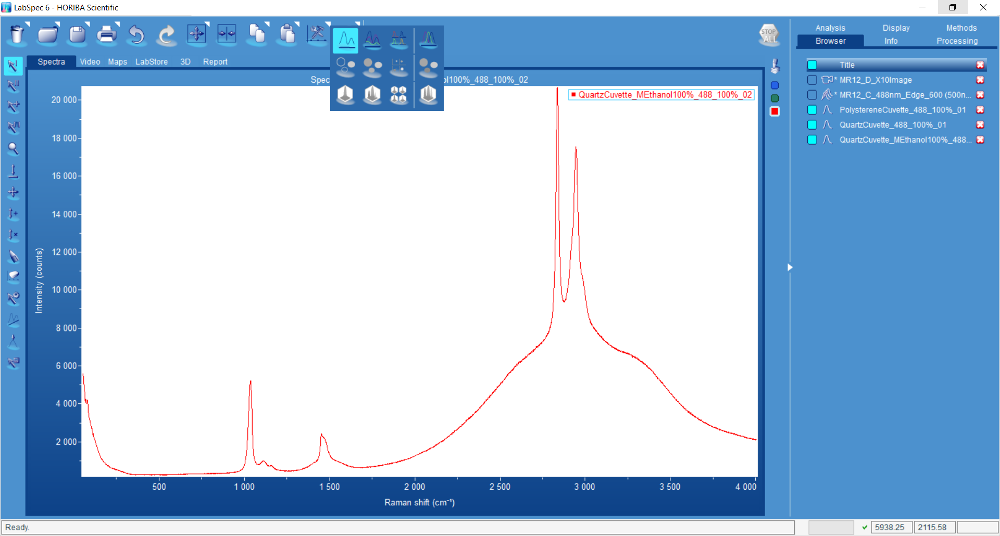 LabSpec 6 - HORIBA Scientific
STOP ALL
Analysis Display Methods
Browser Info Processing
Spectra Video Maps LabStore 3D Report
Title
MR12_D_X10Image
MR12_C_488nm_Edge_600 (500n...
PolystereneCuvette_488_100%_01
QuartzCuvette_488_100%_01
QuartzCuvette_MEthanol100%_488...
Spec
l100%_488_100%_02
QuartzCuvette_MEthanol100%_488_100%_02
Intensity (counts)
20 000
18 000
16 000
14 000
12 000
10 000
8 000
6 000
4 000
2 000
500 1 000 1 500 2 000 2 500 3 000 3 500 4 000
Raman shift (cm⁻¹)
Ready.
5938.25 2115.58